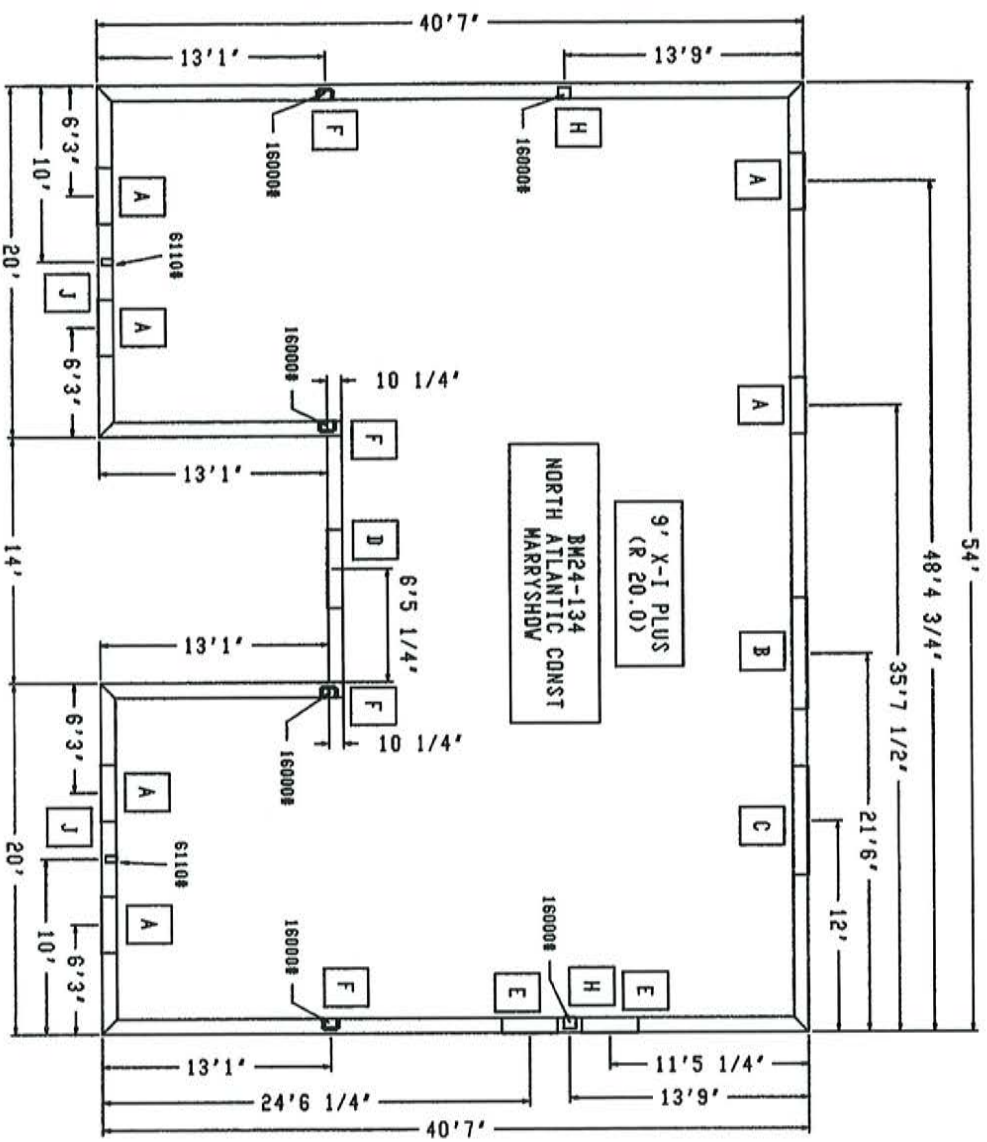 40'7"
13'1"
13'9"
54'
48'4 3/4"
35'7 1/2"
21'6"
12'
6'3"
10'
20'
F
16000#
H
16000#
A
A
A
6110#
J
A
6'3"
16000#
10 1/4"
F
13'1"
D
6'5 1/4"
14'
9' X-I PLUS
(R 20.0)
BM24-134
NORTH ATLANTIC CONST
MARRYSHOW
B
C
13'1"
F
10 1/4"
16000#
6'3"
A
J
6110#
A
20'
10'
6'3"
16000#
F
16000#
E
H
E
13'1"
24'6 1/4"
11'5 1/4"
13'9"
40'7"